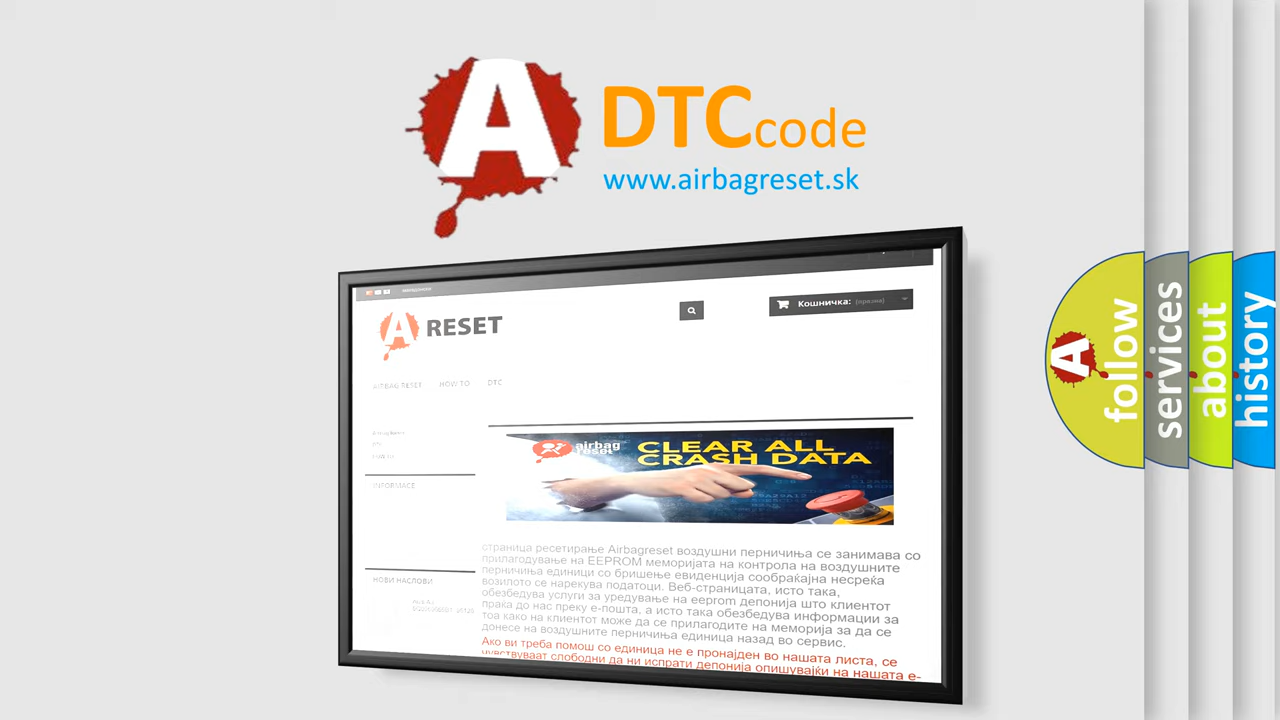 A
DTCcode
www.airbagreset.sk
A RESET
Кошничка: (празна)
AIRBAG RESET HOW TO DTC
INFORMACE
airbag
reset
CLEAR ALL
CRASH DATA
страница ресетирање Airbagreset воздушни перничиња се занимава со
прилагодување на EEPROM меморијата на контрола на воздушните
перничиња единици со бришење евиденција сообраќајна несреќа
возилото се нарекува податоци. Веб-страницата, исто така,
обезбедува услуги за уредување на eeprom депонија што клиентот
праќа до нас преку е-пошта, а исто така обезбедува информации за
тоа како на клиентот може да се прилагодите на меморија за да се
донесе на воздушните перничиња единица назад во сервис.
Ако ви треба помош со единица не е пронајден во нашата листа, се
чувствуваат слободни да ни испрати депонија опишувајќи на нашата е-
НОВИ НАСЛОВИ
A
follow
services
about
history